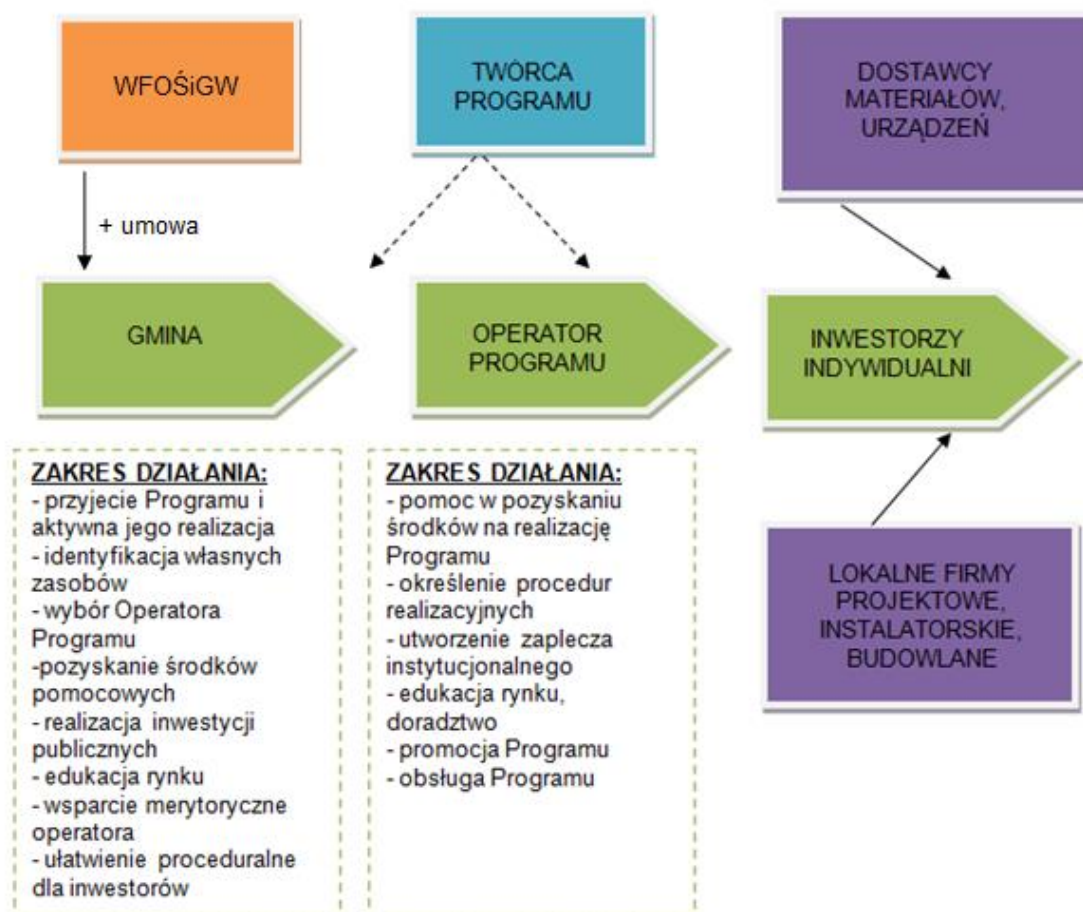 WFOŚiGW
TWÓRCA
PROGRAMU
DOSTAWCY
MATERIAŁÓW,
URZĄDZEŃ
+ umowa
GMINA
OPERATOR
PROGRAMU
INWESTORZY
INDYWIDUALNI
ZAKRES DZIAŁANIA:
- przyjecie Programu i
aktywna jego realizacja
- identyfikacja własnych
zasobów
- wybór Operatora
Programu
-pozyskanie środków
pomocowych
- realizacja inwestycji
publicznych
- edukacja rynku
- wsparcie merytoryczne
operatora
- ułatwienie proceduralne
dla inwestorów
ZAKRES DZIAŁANIA:
- pomoc w pozyskaniu
środków na realizację
Programu
- określenie procedur
realizacyjnych
- utworzenie zaplecza
instytucjonalnego
- edukacja rynku,
doradztwo
- promocja Programu
- obsługa Programu
LOKALNE FIRMY
PROJEKTOWE,
INSTALATORSKIE,
BUDOWLANE